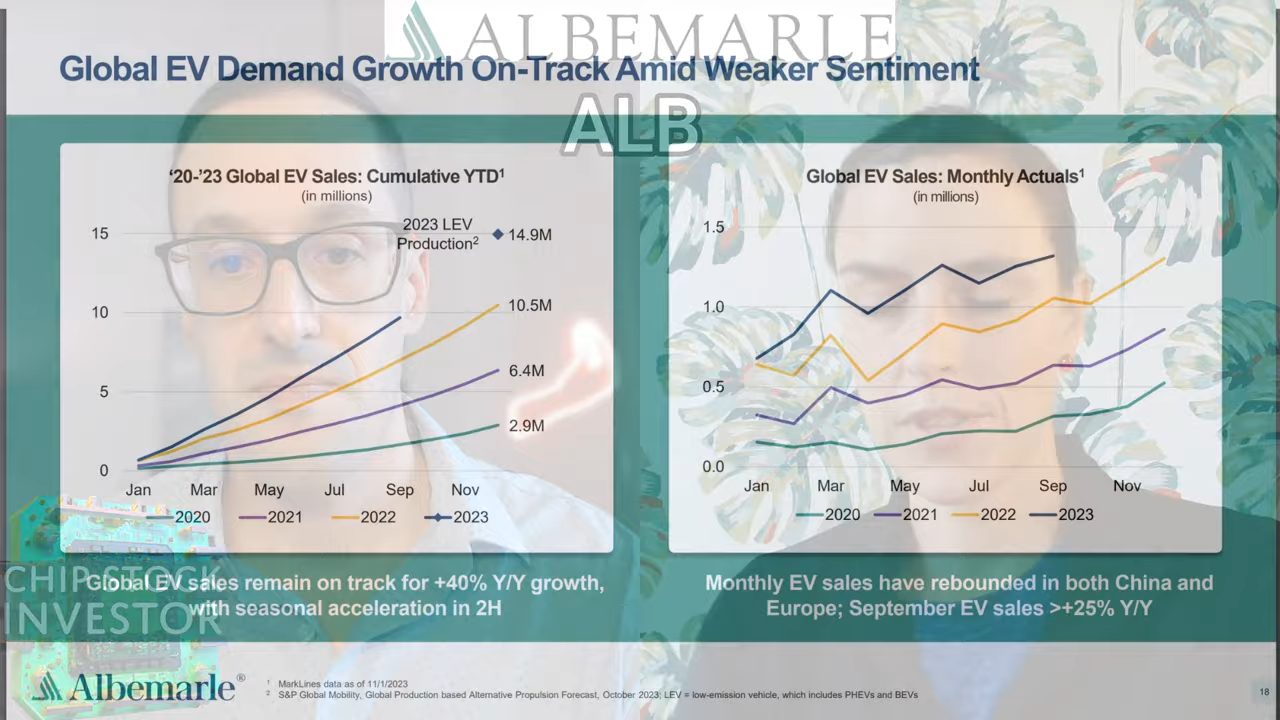 ALBEMARLE
Global EV Demand Growth On-Track Amid Weaker Sentiment
ALB
‘20-’23 Global EV Sales: Cumulative YTD1
(in millions)
2023 LEV
Production2
14.9M
15
10.5M
10
6.4M
5
2.9M
0
Jan Mar May Jul Sep Nov
2020 2021 2022 2023
Global EV Sales: Monthly Actuals1
(in millions)
1.5
1.0
0.5
0.0
Jan Mar May Jul Sep Nov
2020 2021 2022 2023
Global EV sales remain on track for +40% Y/Y growth,
with seasonal acceleration in 2H
Monthly EV sales have rebounded in both China and
Europe; September EV sales >+25% Y/Y
CHIP STOCK
INVESTOR
Albemarle®
1 MarkLines data as of 11/1/2023
2 S&P Global Mobility, Global Production based Alternative Propulsion Forecast, October 2023; LEV = low-emission vehicle, which includes PHEVs and BEVs
18